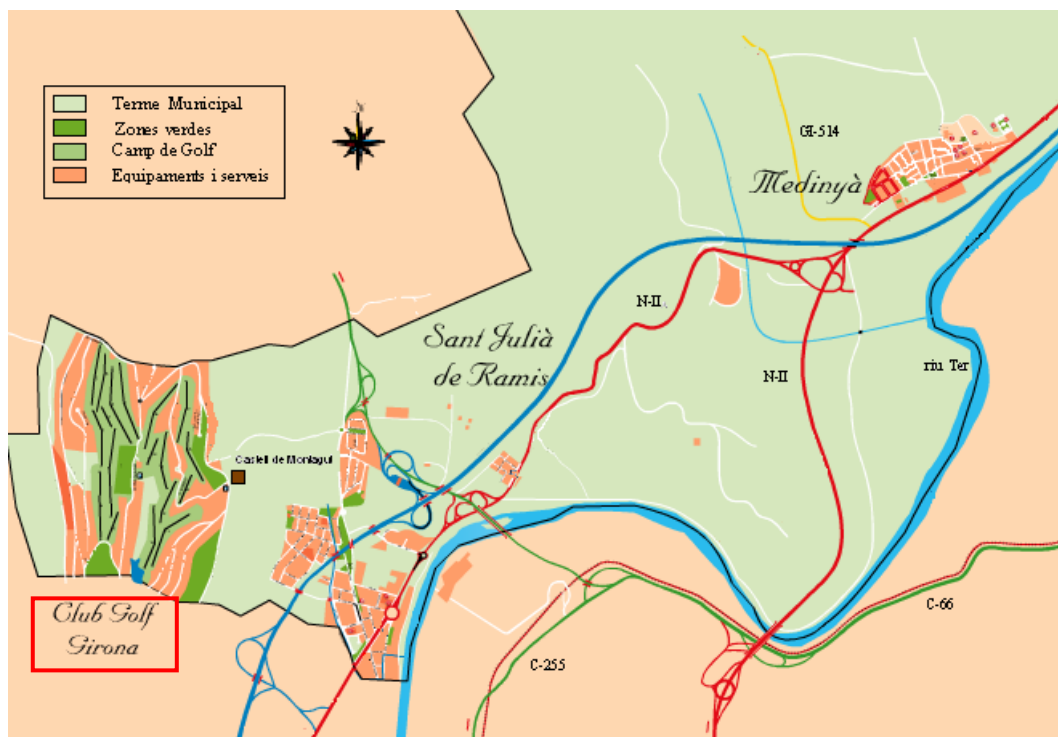 Terme Municipal
Zones verdes
Camp de Golf
Equipaments i serveis
GI-514
Medinyà
N-II
Sant Julià
de Ramis
N-II
riu Ter
Castell de Montagut
C-66
Club Golf
Girona
C-255